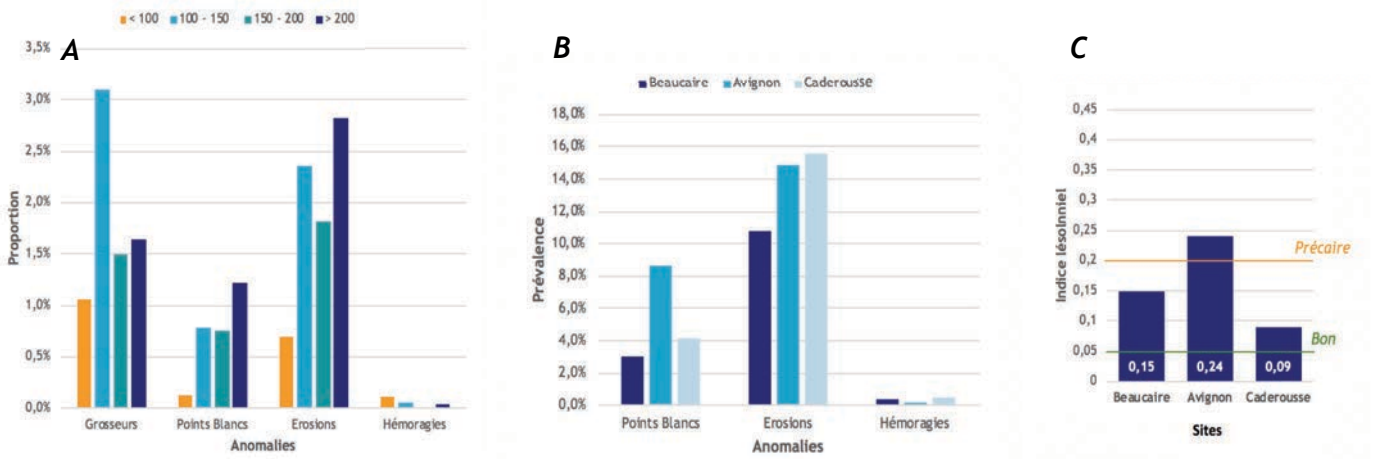 < 100 100 - 150 150 - 200 > 200
A
3,5%
3,0%
2,5%
2,0%
1,5%
1,0%
0,5%
0,0%
Proportion
Grosseurs Points Blancs Erosions Hémoragies
Anomalies
B
Beaucaire Avignon Caderousse
18,0%
16,0%
14,0%
12,0%
10,0%
8,0%
6,0%
4,0%
2,0%
0,0%
Prévalence
Points Blancs Erosions Hémoragies
Anomalies
C
0,45
0,4
0,35
0,3
0,25
0,2
0,15
0,1
0,05
0
Indice lésoinniel
Précaire
Bon
0,15 0,24 0,09
Beaucaire Avignon Caderousse
Sites